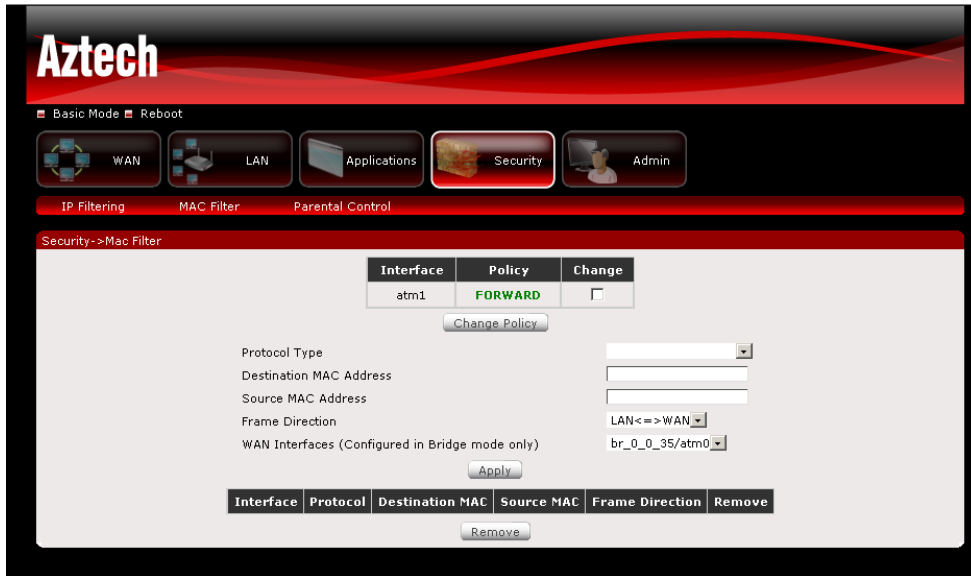 Aztech
Basic Mode Reboot
WAN LAN Applications Security Admin
IP Filtering MAC Filter Parental Control
Security->Mac Filter
Interface Policy Change
atm1 FORWARD
Change Policy
Protocol Type
Destination MAC Address
Source MAC Address
Frame Direction LAN<=>WAN
WAN Interfaces (Configured in Bridge mode only) br_0_0_35/atm0
Apply
Interface Protocol Destination MAC Source MAC Frame Direction Remove
Remove